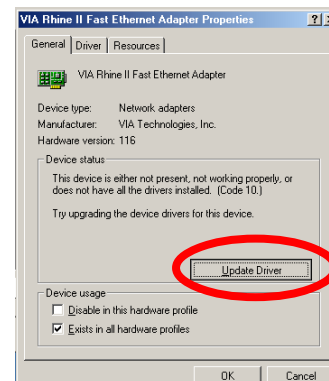 VIA Rhine II Fast Ethernet Adapter Properties
General Driver Resources
VIA Rhine II Fast Ethernet Adapter
Device type: Network adapters
Manufacturer: VIA Technologies, Inc.
Hardware version: 116
Device status
This device is either not present, not working properly, or
does not have all the drivers installed. (Code 10.)
Try upgrading the device drivers for this device.
Update Driver
Device usage
Disable in this hardware profile
Exists in all hardware profiles
OK Cancel